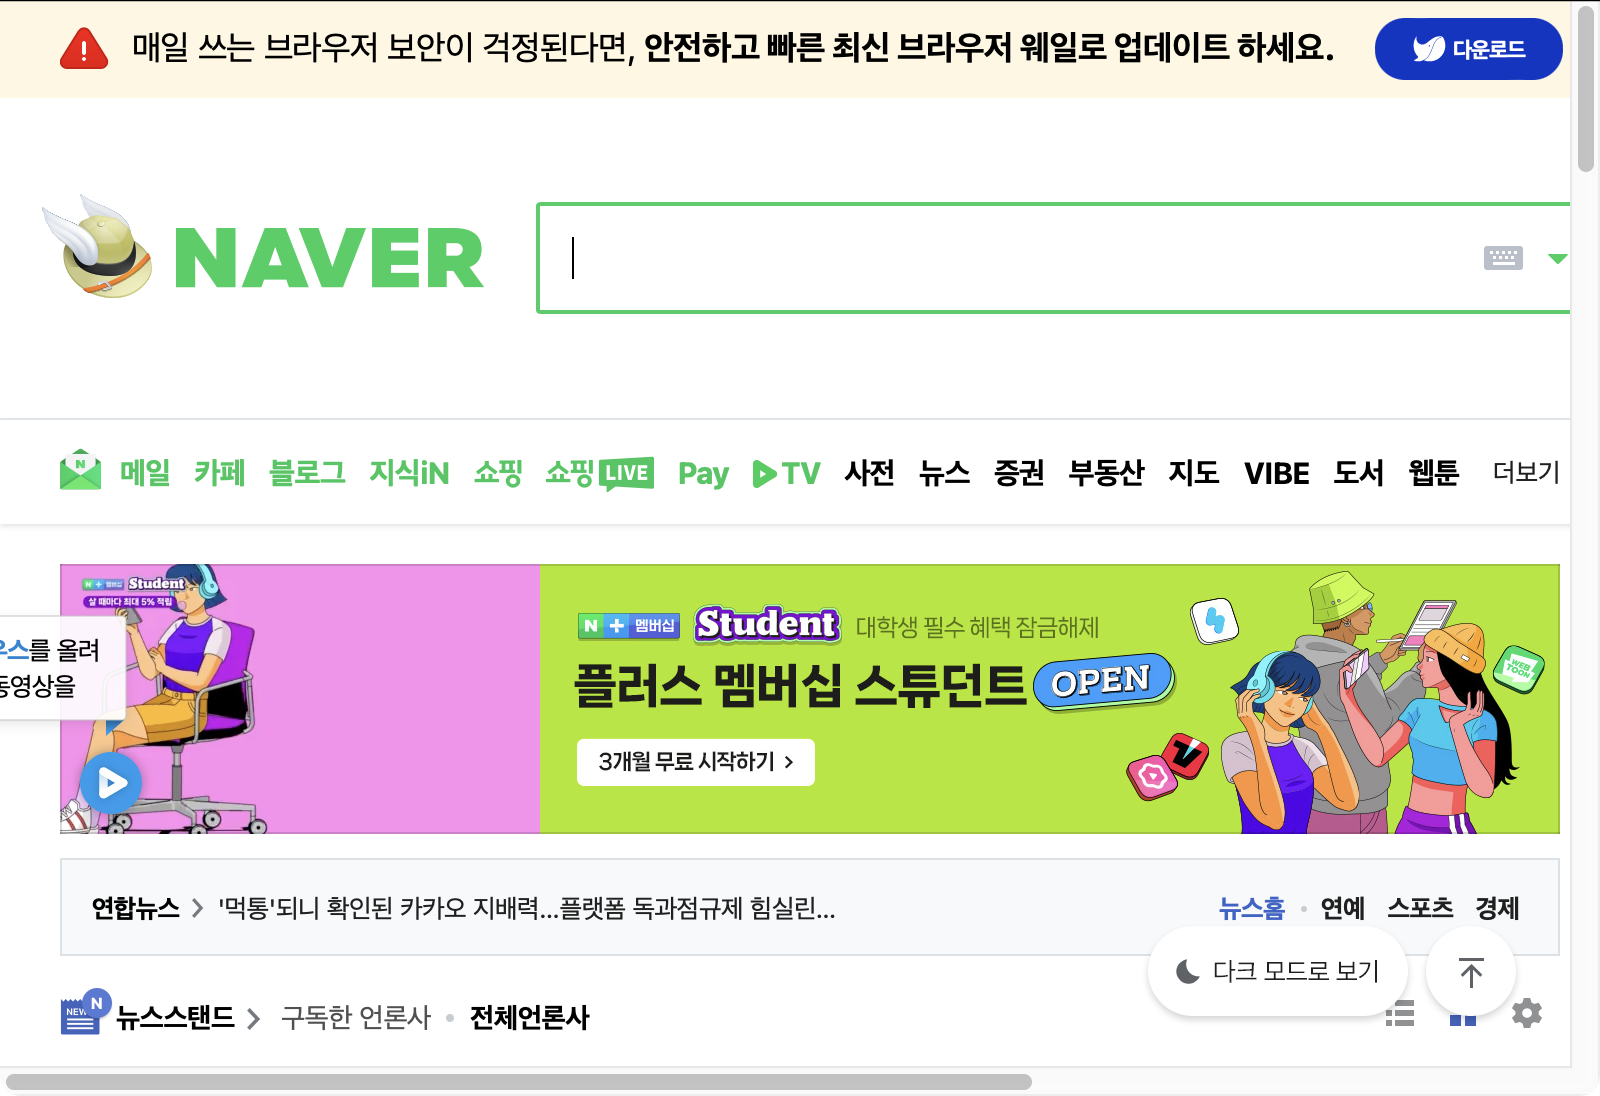 매일 쓰는 브라우저 보안이 걱정된다면, 안전하고 빠른 최신 브라우저 웨일로 업데이트 하세요.
다운로드
NAVER
메일 카페 블로그 지식iN 쇼핑 쇼핑LIVE Pay TV 사전 뉴스 증권 부동산 지도 VIBE 도서 웹툰 더보기
N + 멤버십 Student
살 때마다 최대 5% 적립
우스를 올려
동영상을
N + 멤버십 Student 대학생 필수 혜택 잠금해제
플러스 멤버십 스튜던트 OPEN
3개월 무료 시작하기 >
WEB
TOON
연합뉴스 > '먹통'되니 확인된 카카오 지배력...플랫폼 독과점규제 힘실린...
뉴스홈 · 연예 스포츠 경제
다크 모드로 보기
NEW N 뉴스스탠드 > 구독한 언론사 · 전체언론사